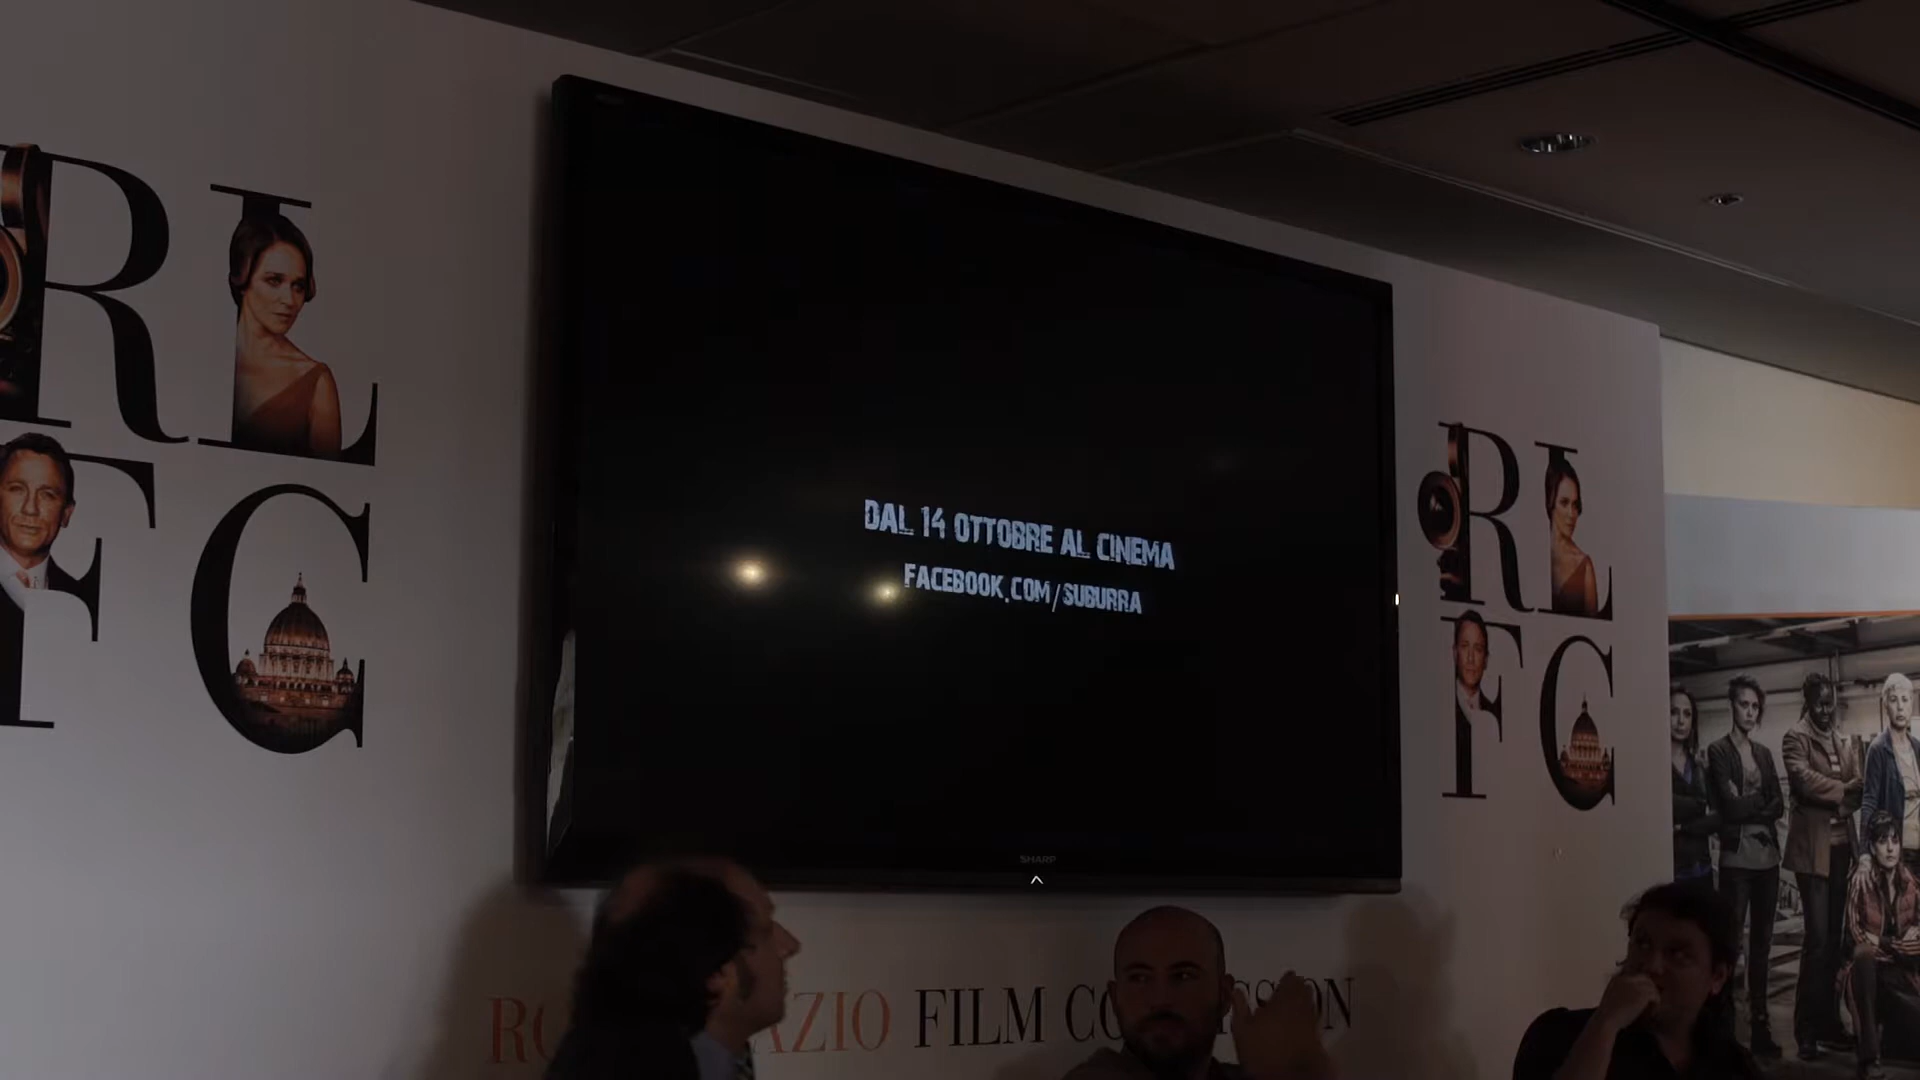 RL
FC
DAL 14 OTTOBRE AL CINEMA
FACEBOOK.COM/SUBURRA
SHARP
RL
FC
FILM